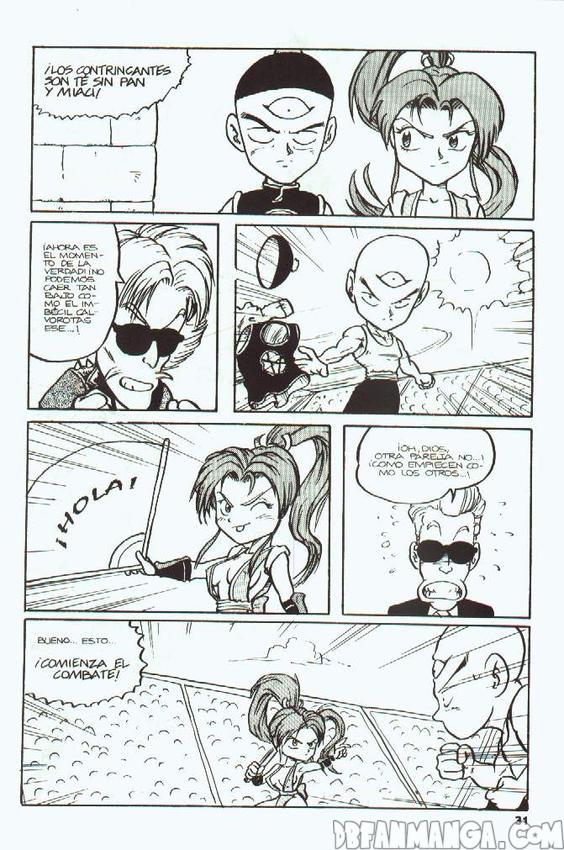 ¡LOS CONTRINCANTES
SON TE SIN PAN
Y MIAU!
¡AHORA ES
EL MOMEN-
TO DE LA
VERDAD! ¡NO
PODEMOS
CAER TAN
BAJO CO-
MO EL IM-
BÉCIL CAL-
VOROTAS
ESE...!
¡HOLA!
¡OH, DIOS,
OTRA PAREJA NO...!
¡COMO EMPIECEN CO-
MO LOS OTROS...!
BUENO... ESTO...
¡COMIENZA EL
COMBATE!
31
DBFANMANGA.COM